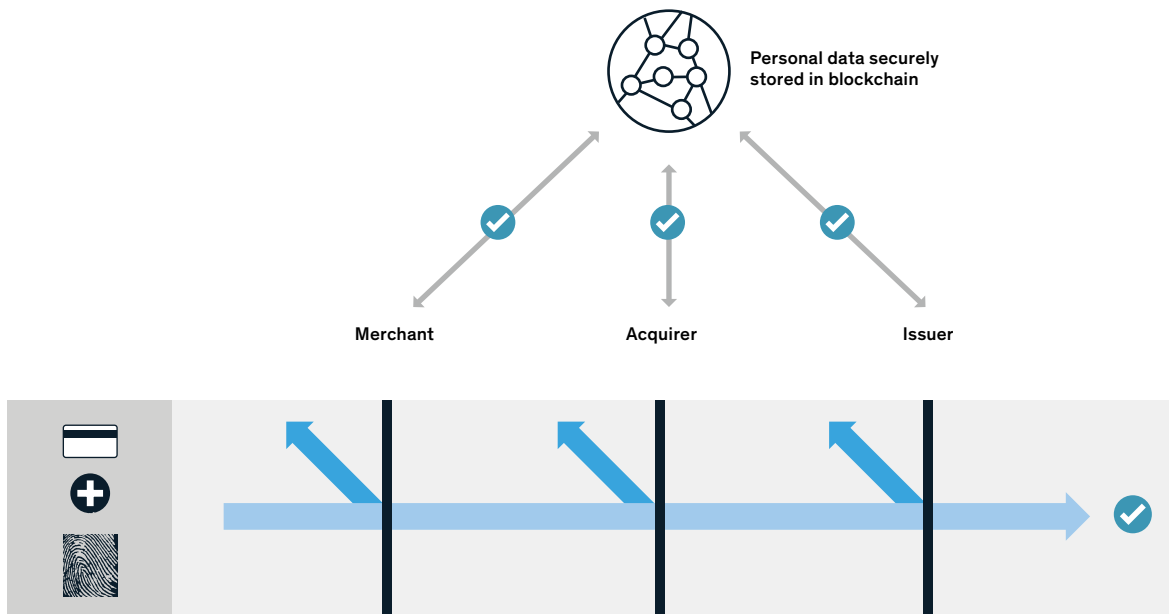 Personal data securely
stored in blockchain
Merchant
Acquirer
Issuer